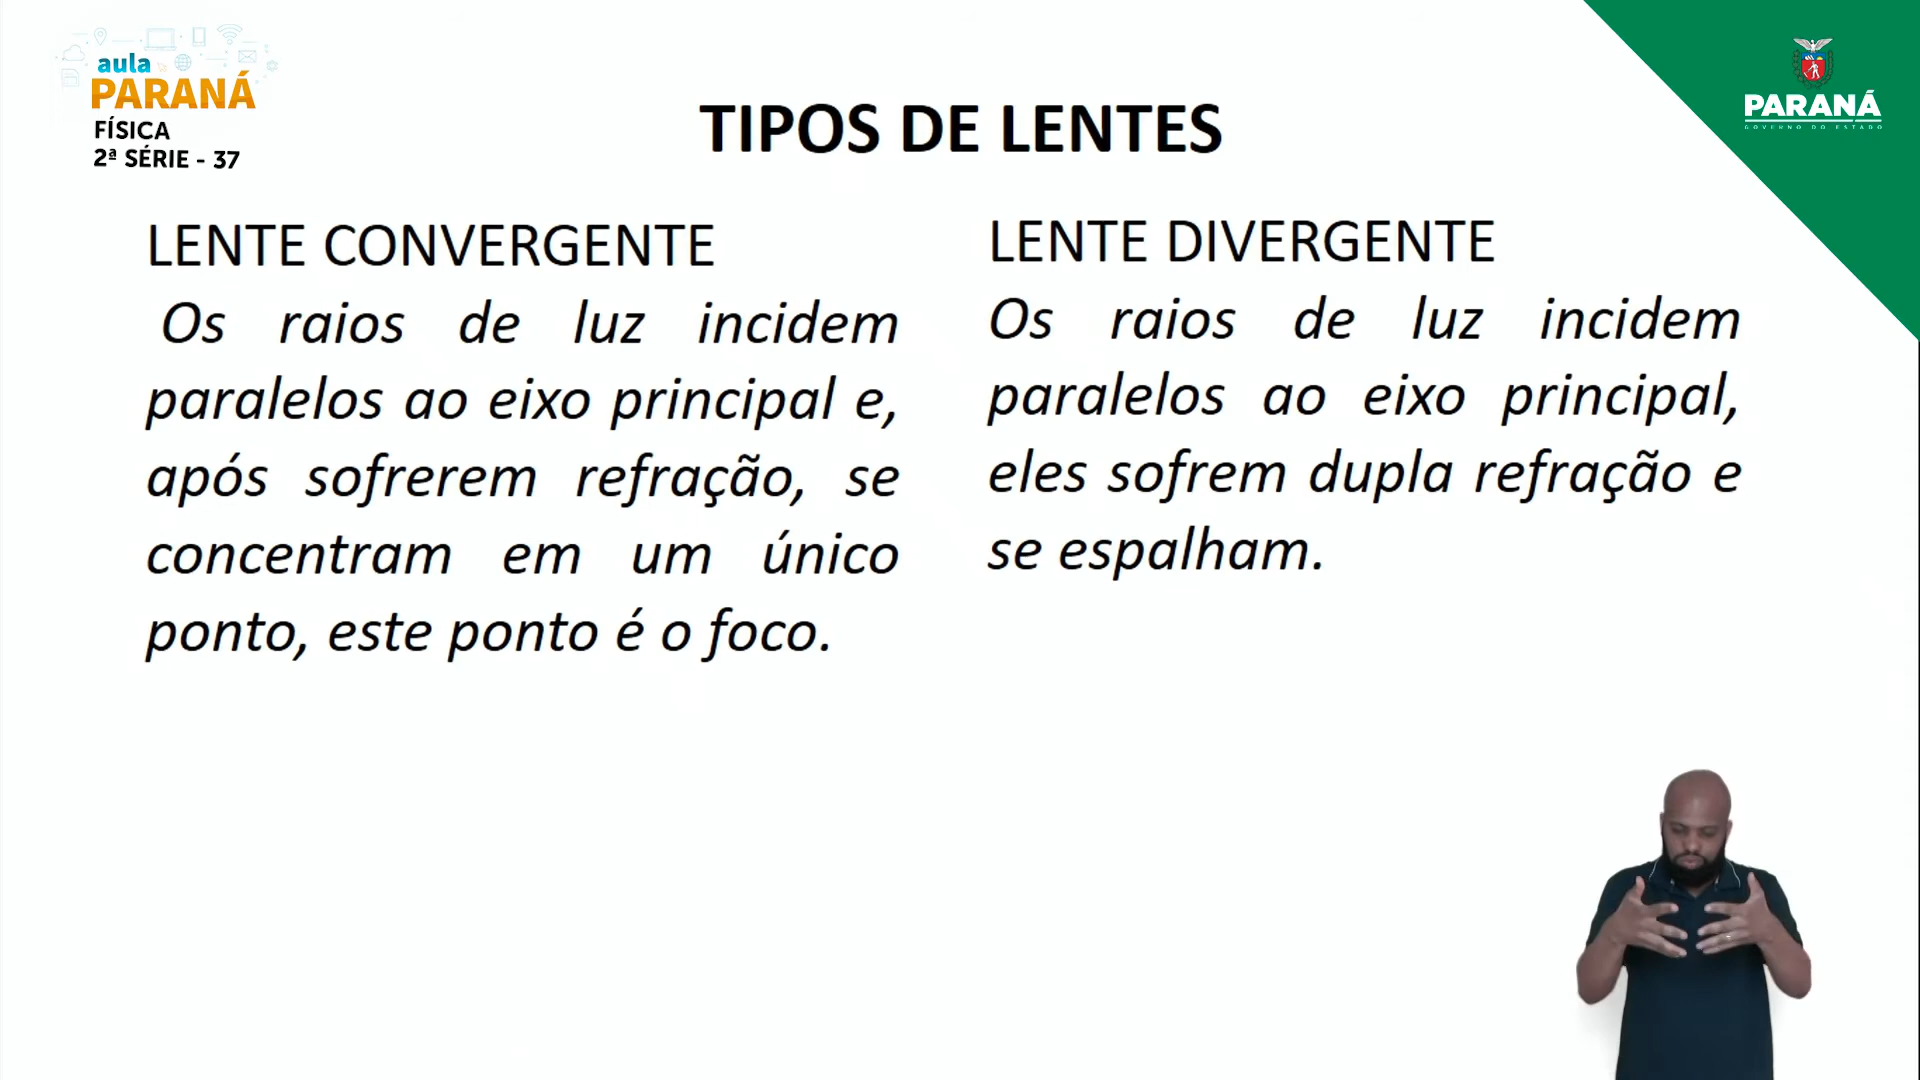 aula
PARANÁ
FÍSICA
2ª SÉRIE - 37
PARANÁ
GOVERNO DO ESTADO
TIPOS DE LENTES
LENTE CONVERGENTE
Os raios de luz incidem
paralelos ao eixo principal e,
após sofrerem refração, se
concentram em um único
ponto, este ponto é o foco.
LENTE DIVERGENTE
Os raios de luz incidem
paralelos ao eixo principal,
eles sofrem dupla refração e
se espalham.